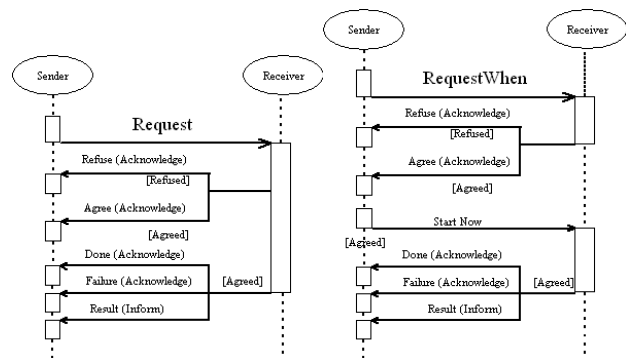 Sender
Receiver
Request
Refuse (Acknowledge)
[Refused]
Agree (Acknowledge)
[Agreed]
Done (Acknowledge)
Failure (Acknowledge)
[Agreed]
Result (Inform)
Sender
Receiver
RequestWhen
Refuse (Acknowledge)
[Refused]
Agree (Acknowledge)
[Agreed]
Start Now
[Agreed]
Done (Acknowledge)
Failure (Acknowledge)
[Agreed]
Result (Inform)